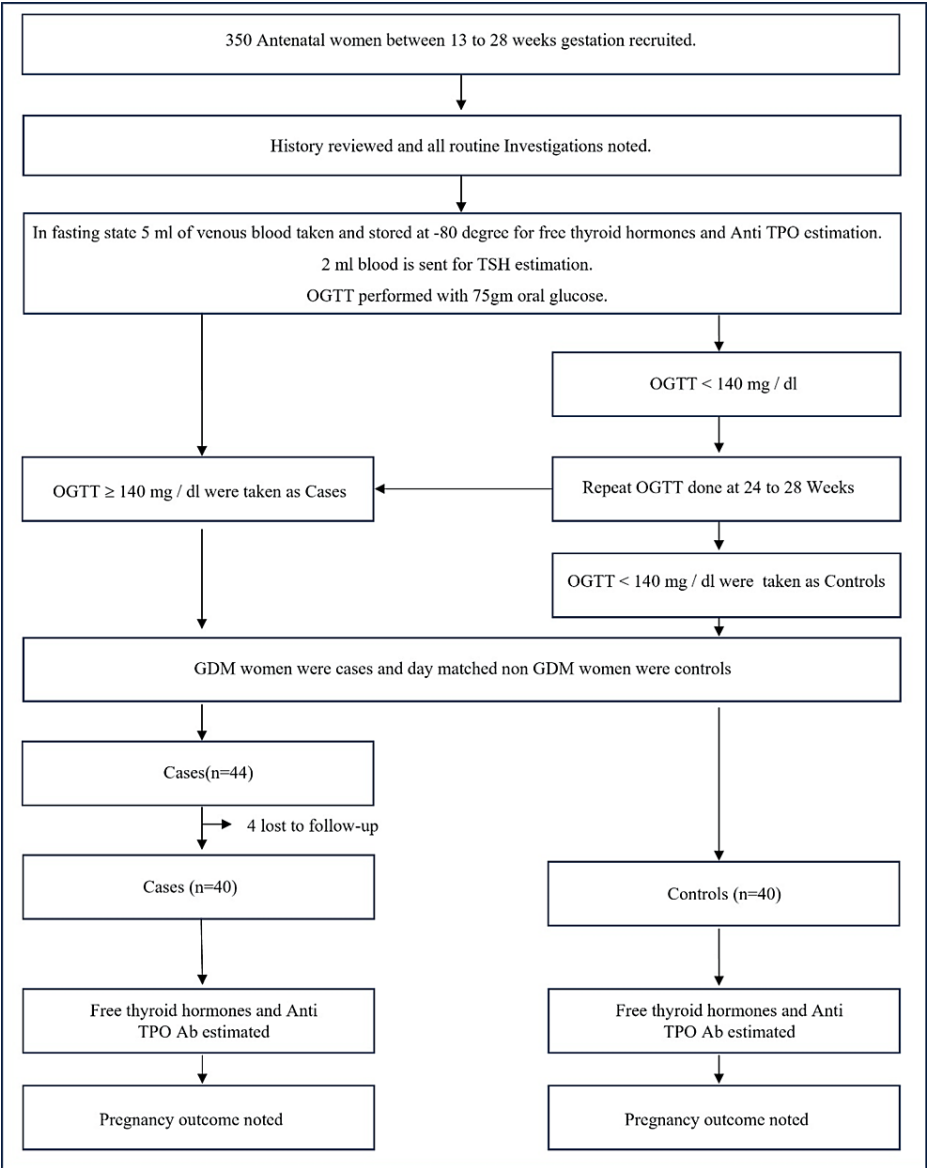 350 Antenatal women between 13 to 28 weeks gestation recruited.
History reviewed and all routine Investigations noted.
In fasting state 5 ml of venous blood taken and stored at -80 degree for free thyroid hormones and Anti TPO estimation.
2 ml blood is sent for TSH estimation.
OGTT performed with 75gm oral glucose.
OGTT < 140 mg / dl
OGTT ≥ 140 mg / dl were taken as Cases
Repeat OGTT done at 24 to 28 Weeks
OGTT < 140 mg / dl were taken as Controls
GDM women were cases and day matched non GDM women were controls
Cases(n=44)
4 lost to follow-up
Cases (n=40)
Controls (n=40)
Free thyroid hormones and Anti
TPO Ab estimated
Free thyroid hormones and Anti
TPO Ab estimated
Pregnancy outcome noted
Pregnancy outcome noted